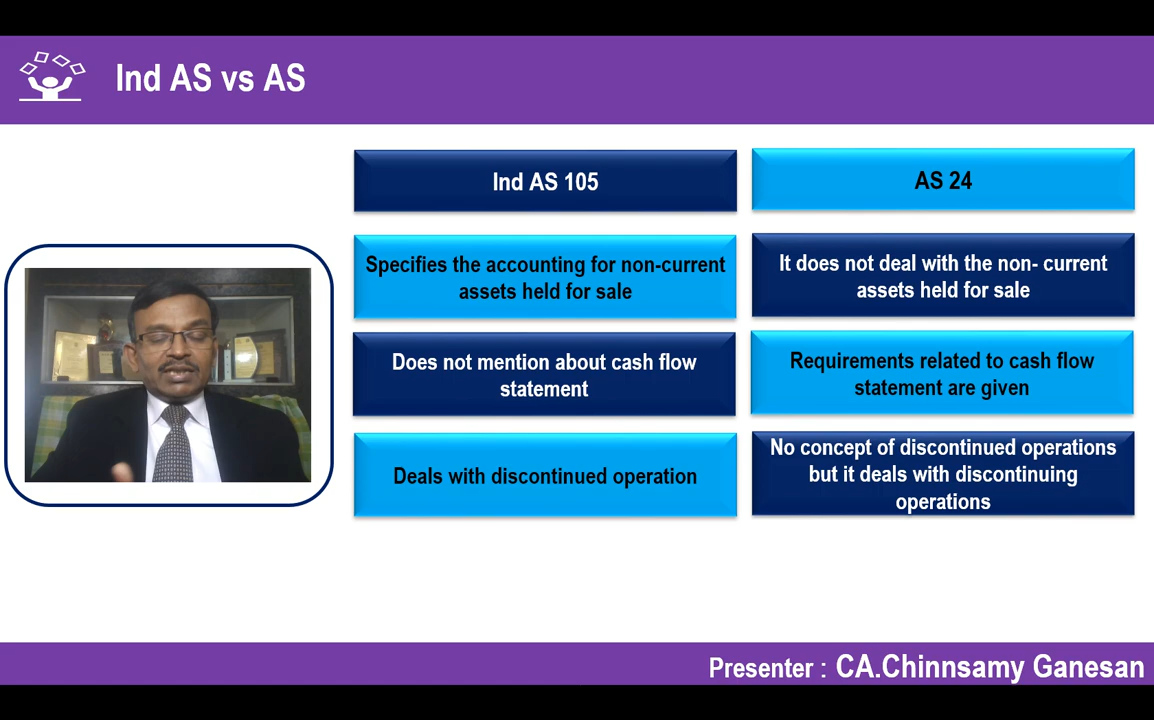 Ind AS vs AS
Ind AS 105
AS 24
Specifies the accounting for non-current
assets held for sale
It does not deal with the non- current
assets held for sale
Does not mention about cash flow
statement
Requirements related to cash flow
statement are given
Deals with discontinued operation
No concept of discontinued operations
but it deals with discontinuing
operations
Presenter : CA.Chinnsamy Ganesan